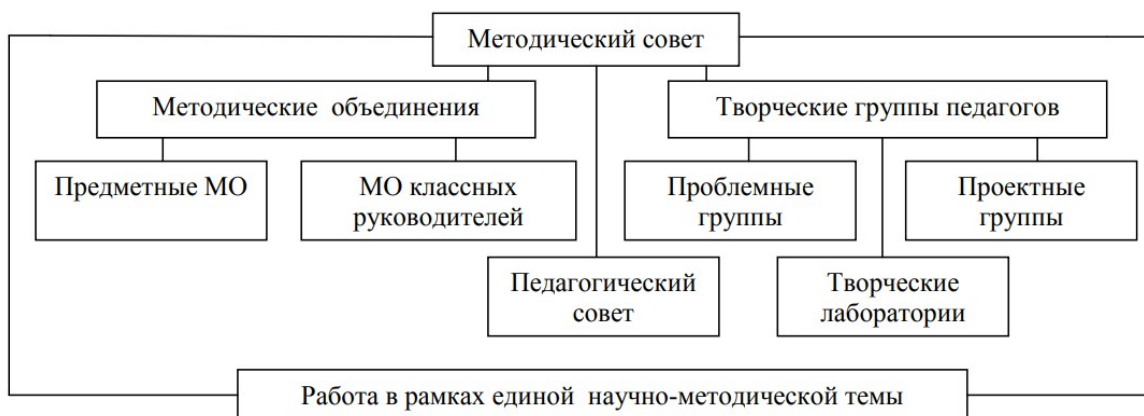 Методический совет
Методические объединения
Творческие группы педагогов
Предметные МО
МО классных
руководителей
Проблемные
группы
Проектные
группы
Педагогический
совет
Творческие
лаборатории
Работа в рамках единой научно-методической темы